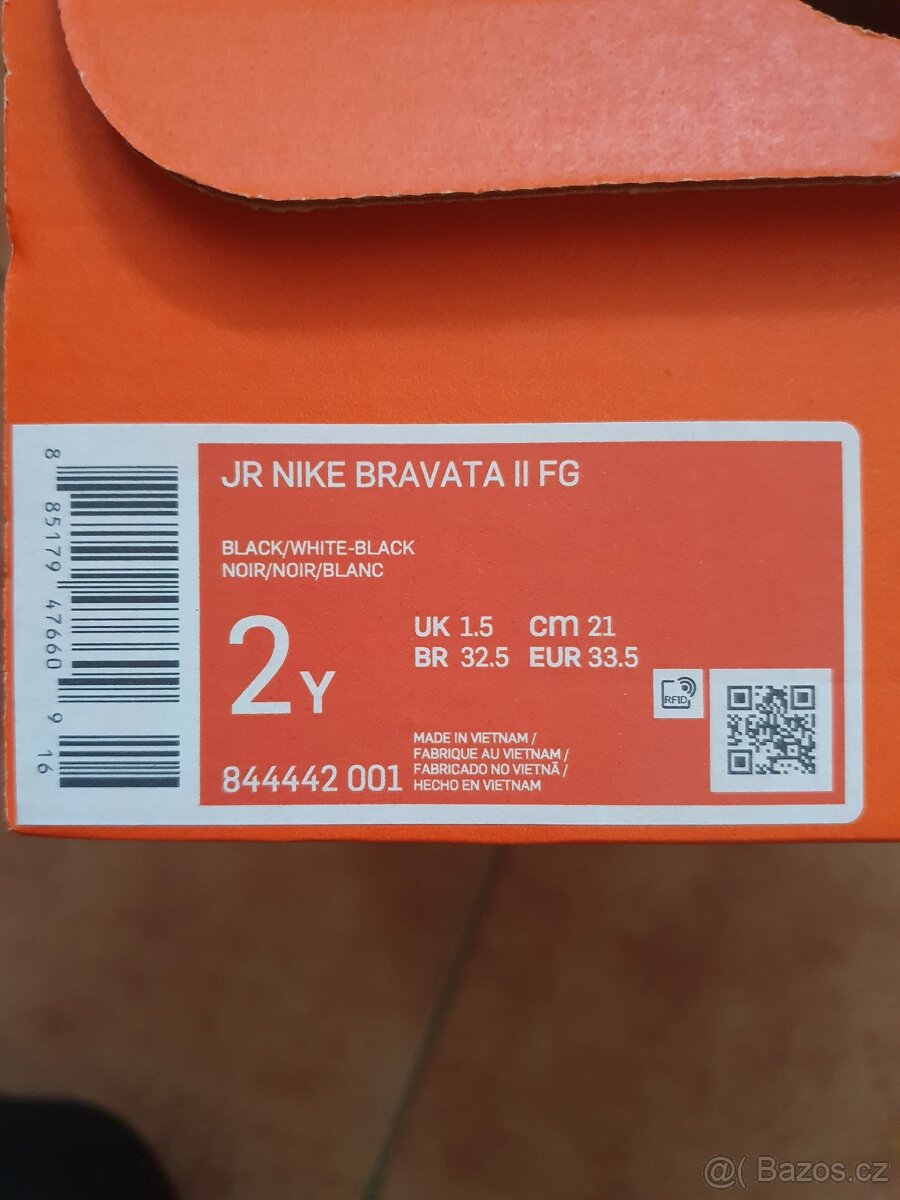 JR NIKE BRAVATA II FG
BLACK/WHITE-BLACK
NOIR/NOIR/BLANC
2Y
UK 1.5 cm 21
BR 32.5 EUR 33.5
RFID
844442 001
MADE IN VIETNAM /
FABRIQUE AU VIETNAM /
FABRICADO NO VIETNÃ /
HECHO EN VIETNAM
8 85179 47660 9 16
@( Bazos.cz